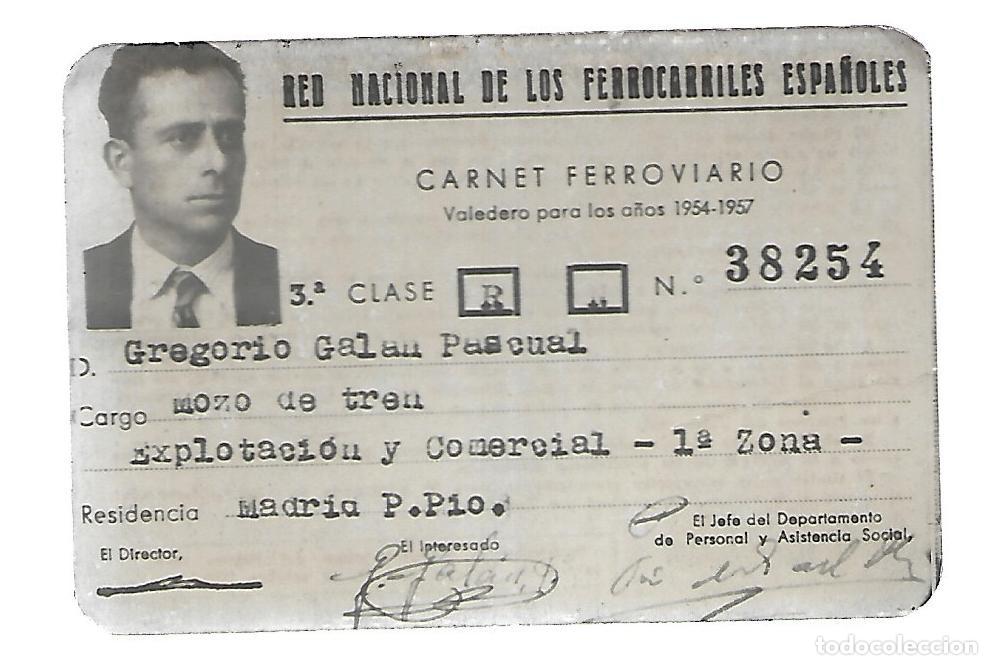 RED NACIONAL DE LOS FERROCARRILES ESPAÑOLES
CARNET FERROVIARIO
Valedero para los años 1954-1957
3.ª CLASE R N N.º 38254
D. Gregorio Galan Pascual
Cargo mozo de tren
Explotación y Comercial - 1ª Zona -
Residencia Madrid P.Pio.
El Director,
El Interesado
El Jefe del Departamento
de Personal y Asistencia Social,
G. Galán
todocoleccion